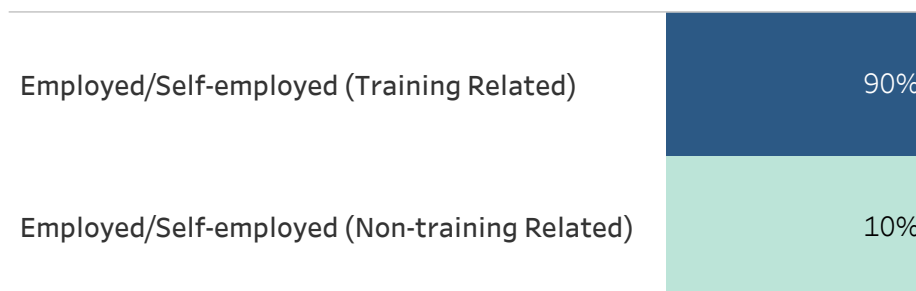 Employed/Self-employed (Training Related) 90%
Employed/Self-employed (Non-training Related) 10%